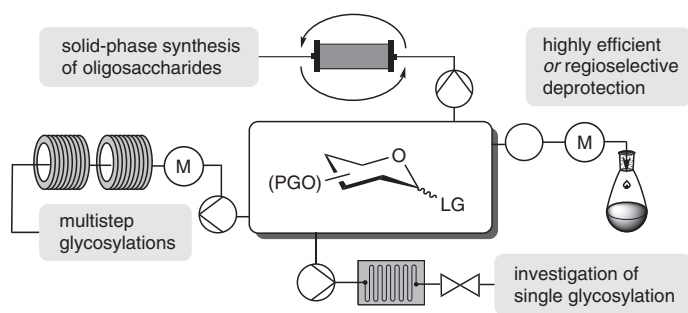 solid-phase synthesis
of oligosaccharides
highly efficient
or regioselective
deprotection
M
M
(PGO)
O
LG
multistep
glycosylations
investigation of
single glycosylation